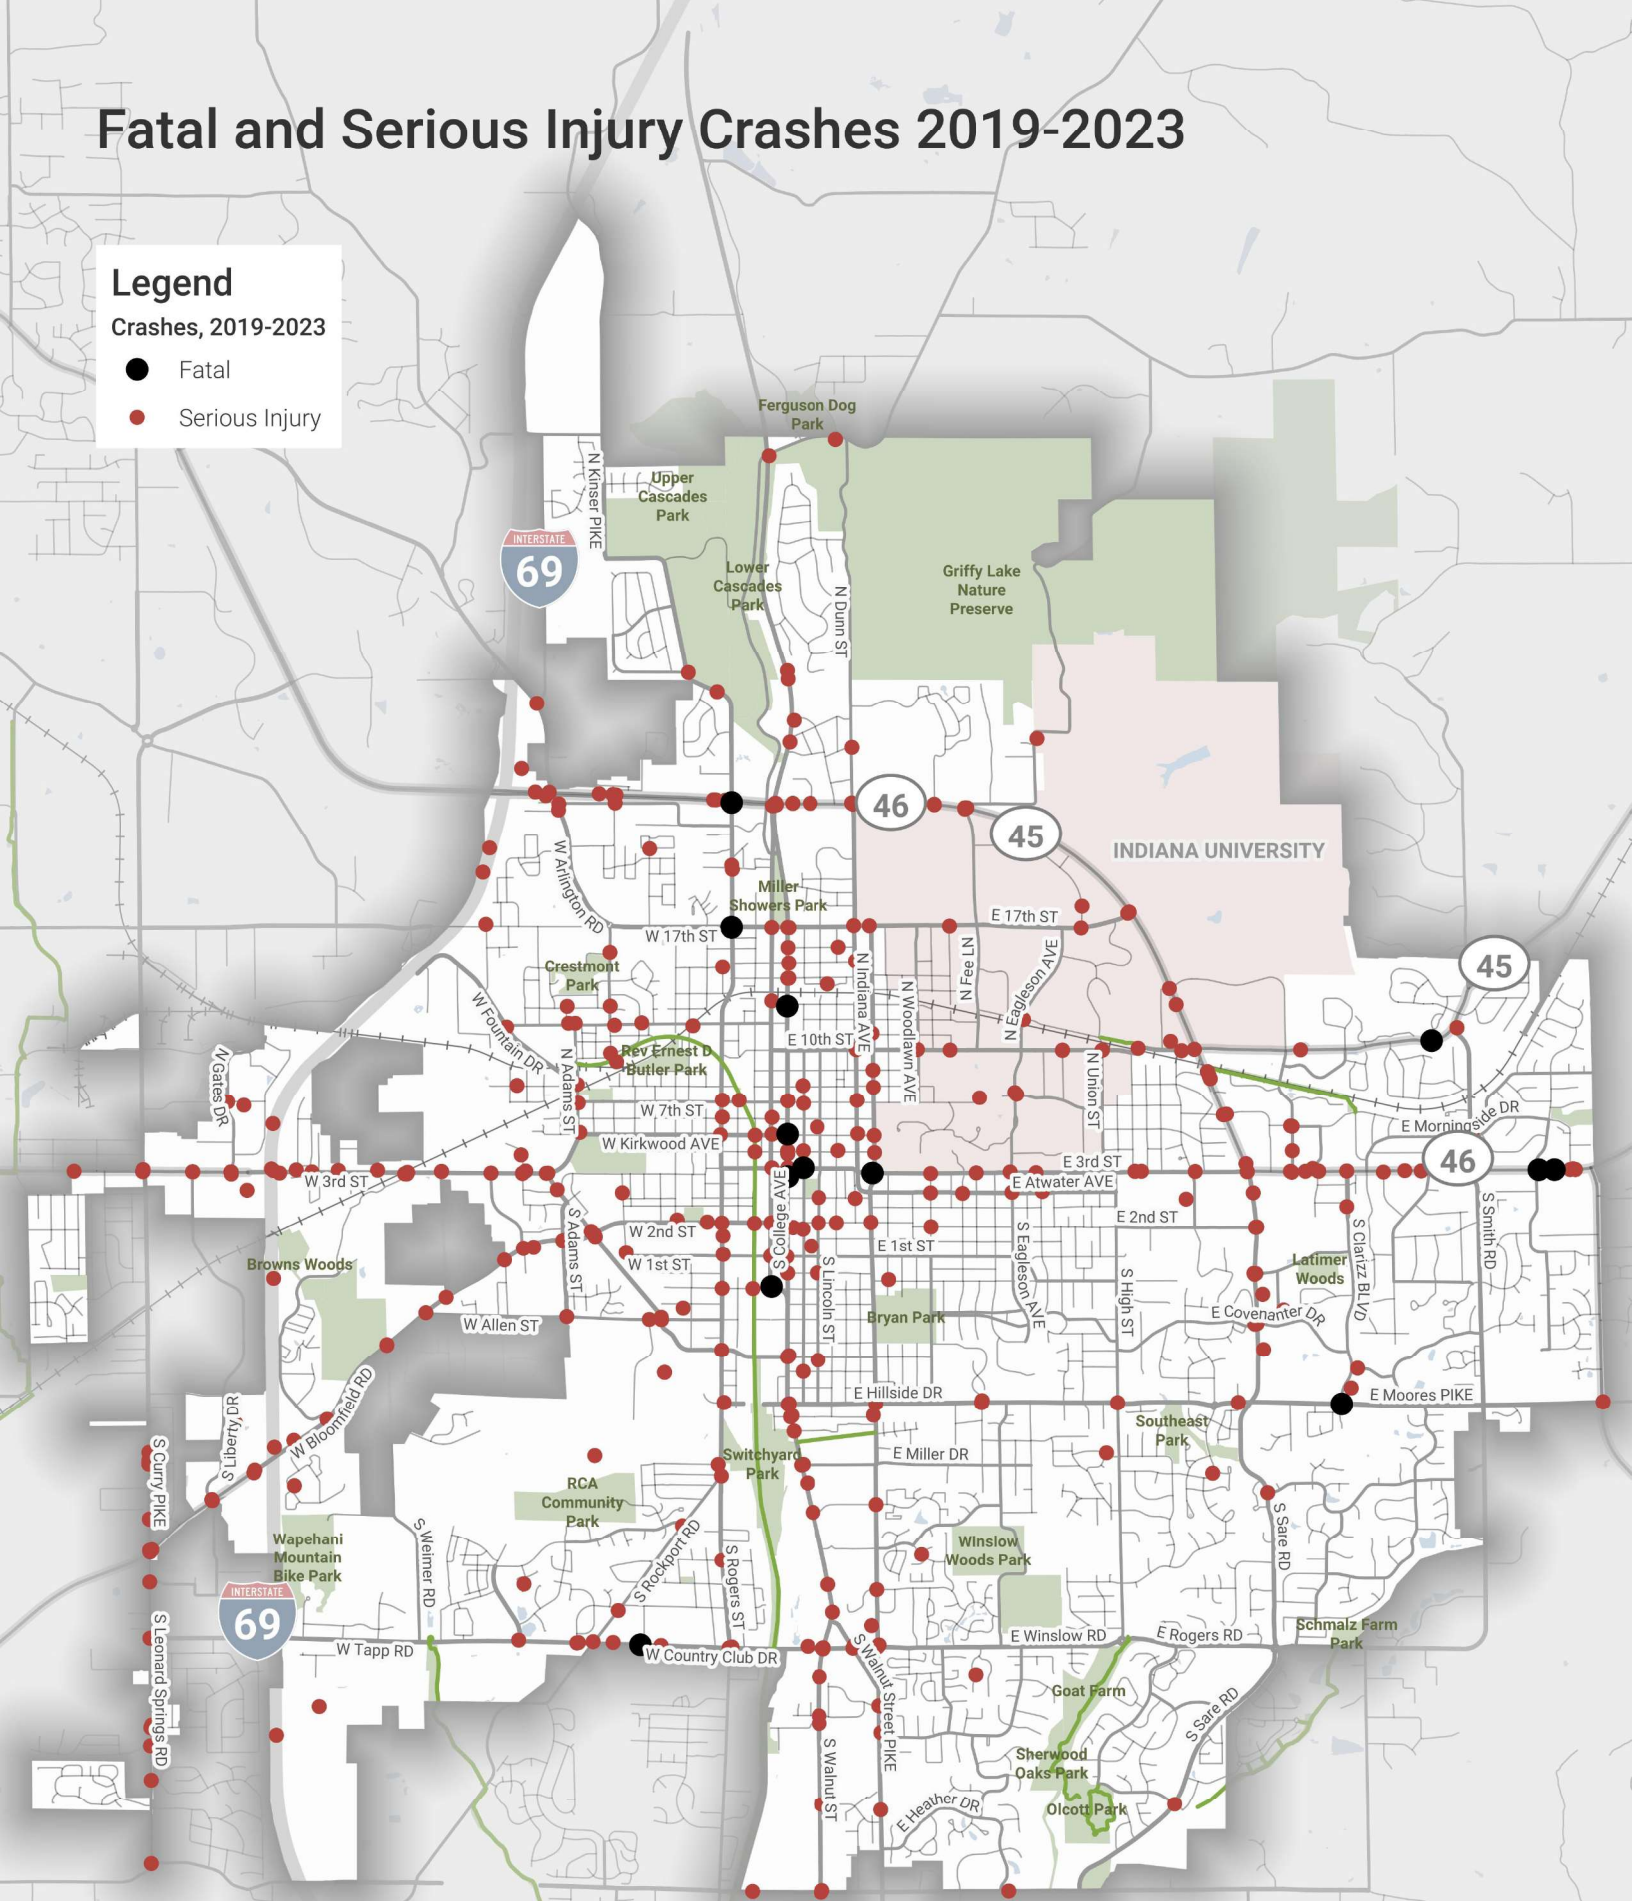 Fatal and Serious Injury Crashes 2019-2023
Legend
Crashes, 2019-2023
Fatal
Serious Injury
Ferguson Dog
Park
N Kinser PIKE
Upper
Cascades
Park
INTERSTATE
69
Lower
Cascades
Park
N Dunn ST
Griffy Lake
Nature
Preserve
46
45
INDIANA UNIVERSITY
W Arlington RD
Miller
Showers Park
E 17th ST
W 17th ST
Crestmont
Park
N Indiana AVE
N Fee LN
N Eagleson AVE
45
N Woodlawn AVE
W Fountain DR
E 10th ST
N Gates DR
N Adams ST
Rev Ernest D
Butler Park
N Union ST
W 7th ST
E Morningside DR
W Kirkwood AVE
46
E 3rd ST
W 3rd ST
E Atwater AVE
S College AVE
S Adams ST
E 2nd ST
S Smith RD
W 2nd ST
E 1st ST
S Eagleson AVE
S Clarizz BLVD
Browns Woods
W 1st ST
S Lincoln ST
S High ST
Latimer
Woods
W Allen ST
Bryan Park
E Covenanter DR
W Bloomfield RD
S Liberty DR
E Hillside DR
E Moores PIKE
Southeast
Park
S Curry PIKE
Switchyard
Park
E Miller DR
RCA
Community
Park
S Sare RD
Wapehani
Mountain
Bike Park
S Weimer RD
S Rockport RD
S Rogers ST
Winslow
Woods Park
INTERSTATE
69
S Leonard Springs RD
W Tapp RD
W Country Club DR
S Walnut Street PIKE
E Winslow RD
E Rogers RD
Schmalz Farm
Park
Goat Farm
S Sare RD
S Walnut ST
Sherwood
Oaks Park
E Heather DR
Olcott Park